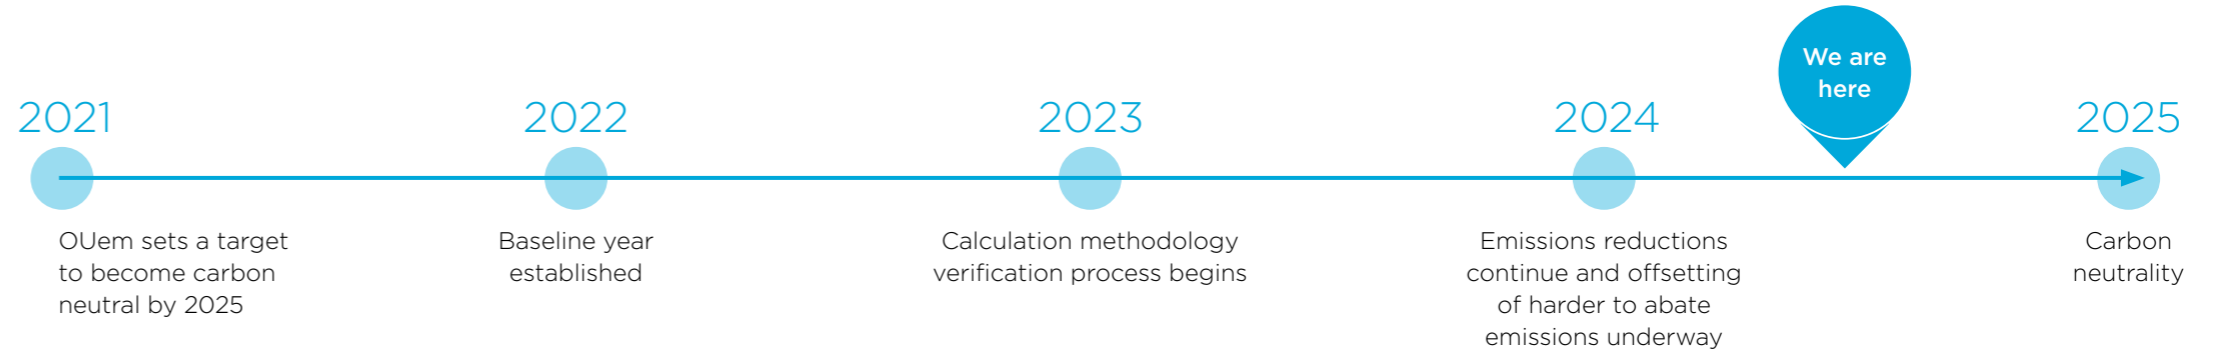 2021
OUem sets a target
to become carbon
neutral by 2025
2022
Baseline year
established
2023
Calculation methodology
verification process begins
2024
Emissions reductions
continue and offsetting
of harder to abate
emissions underway
We are
here
2025
Carbon
neutrality